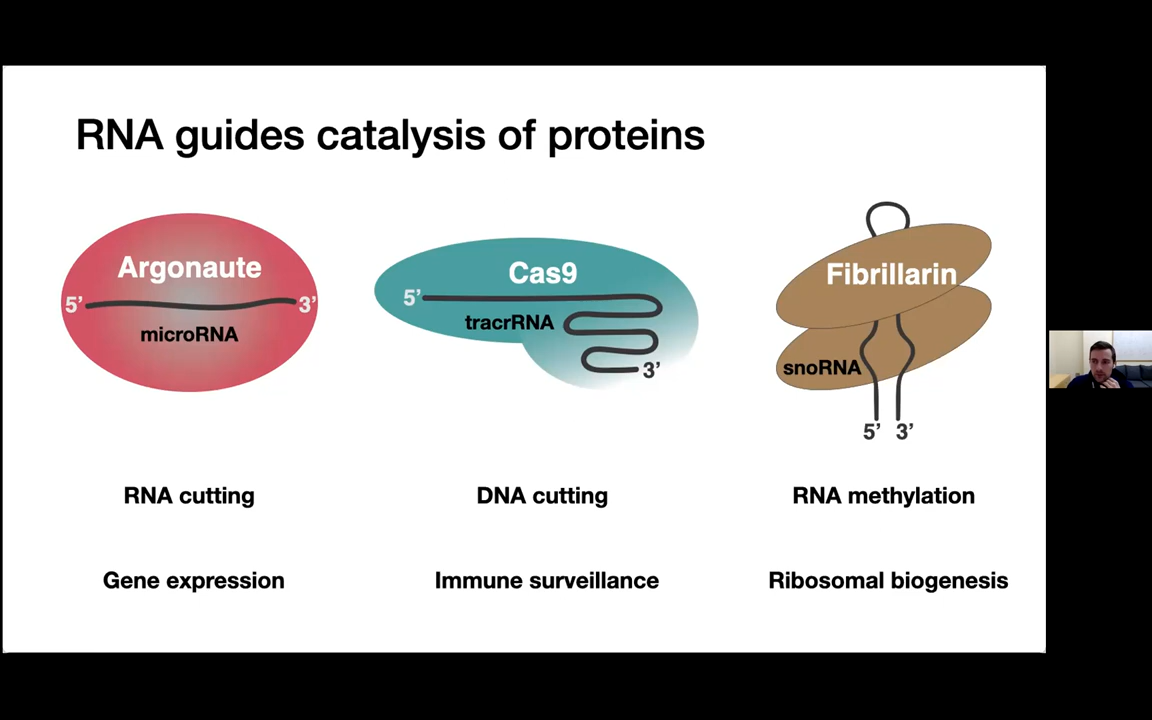 RNA guides catalysis of proteins
Argonaute
5’ 3’
microRNA
Cas9
5’
tracrRNA
3’
Fibrillarin
snoRNA
5’ 3’
RNA cutting
DNA cutting
RNA methylation
Gene expression
Immune surveillance
Ribosomal biogenesis